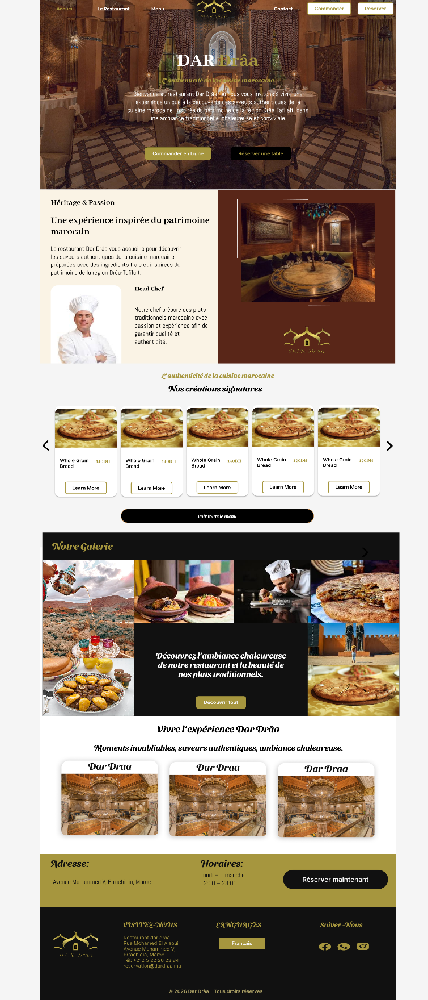 Accueil
Le Restaurant
Menu
DAR Draa
Contact
Commander
Réserver
DAR Drâa
L'authenticité de la cuisine marocaine
Bienvenue au restaurant Dar Drâa, où nous vous invitons à vivre une
expérience unique à la découverte des saveurs authentiques de la
cuisine marocaine, inspirée du patrimoine de la région Drâa-Tafilalt, dans
une ambiance traditionnelle, chaleureuse et conviviale.
Commander en Ligne
Réserver une table
Héritage & Passion
Une expérience inspirée du patrimoine
marocain
Le restaurant Dar Drâa vous accueille pour découvrir
les saveurs authentiques de la cuisine marocaine,
préparées avec des ingrédients frais et inspirées du
patrimoine de la région Drâa-Tafilalt.
Head Chef
Notre chef prépare des plats
traditionnels marocains avec
passion et expérience afin de
garantir qualité et
authenticité.
DAR Draa
L'authenticité de la cuisine marocaine
Nos créations signatures
Whole Grain
Bread
140DH
Learn More
Whole Grain
Bread
140DH
Learn More
Whole Grain
Bread
140DH
Learn More
Whole Grain
Bread
140DH
Learn More
Whole Grain
Bread
140DH
Learn More
voir toute le menu
Notre Galerie
gettyimages
Credit: Venta
Découvrez l'ambiance chaleureuse
de notre restaurant et la beauté de
nos plats traditionnels.
Découvrir tout
Vivre l'expérience Dar Drâa
Moments inoubliables, saveurs authentiques, ambiance chaleureuse.
Dar Draa
Dar Draa
Dar Draa
Adresse:
Avenue Mohammed V, Errachidia, Maroc
Horaires:
Lundi – Dimanche
12:00 – 23:00
Réserver maintenant
DAR Draa
VISITEZ-NOUS
Restaurant dar draa
Rue Mohamed El Alaoui
Avenue Mohammed V,
Errachidia, Maroc
Tél: +212 5 22 20 23 84
reservation@dardraa.ma
LANGUAGES
Francais
Suiver -Nous
© 2026 Dar Drâa – Tous droits réservés